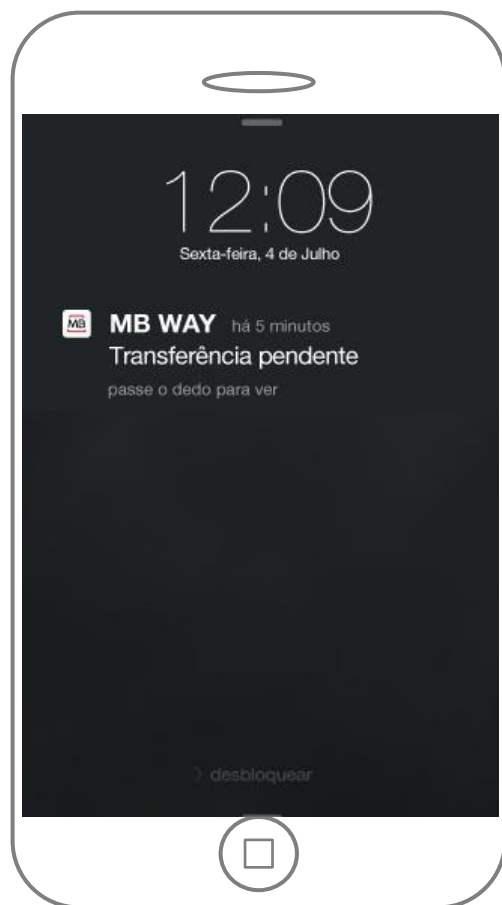 12:09
Sexta-feira, 4 de Julho
MB
MB WAY há 5 minutos
Transferência pendente
passe o dedo para ver
> desbloquear